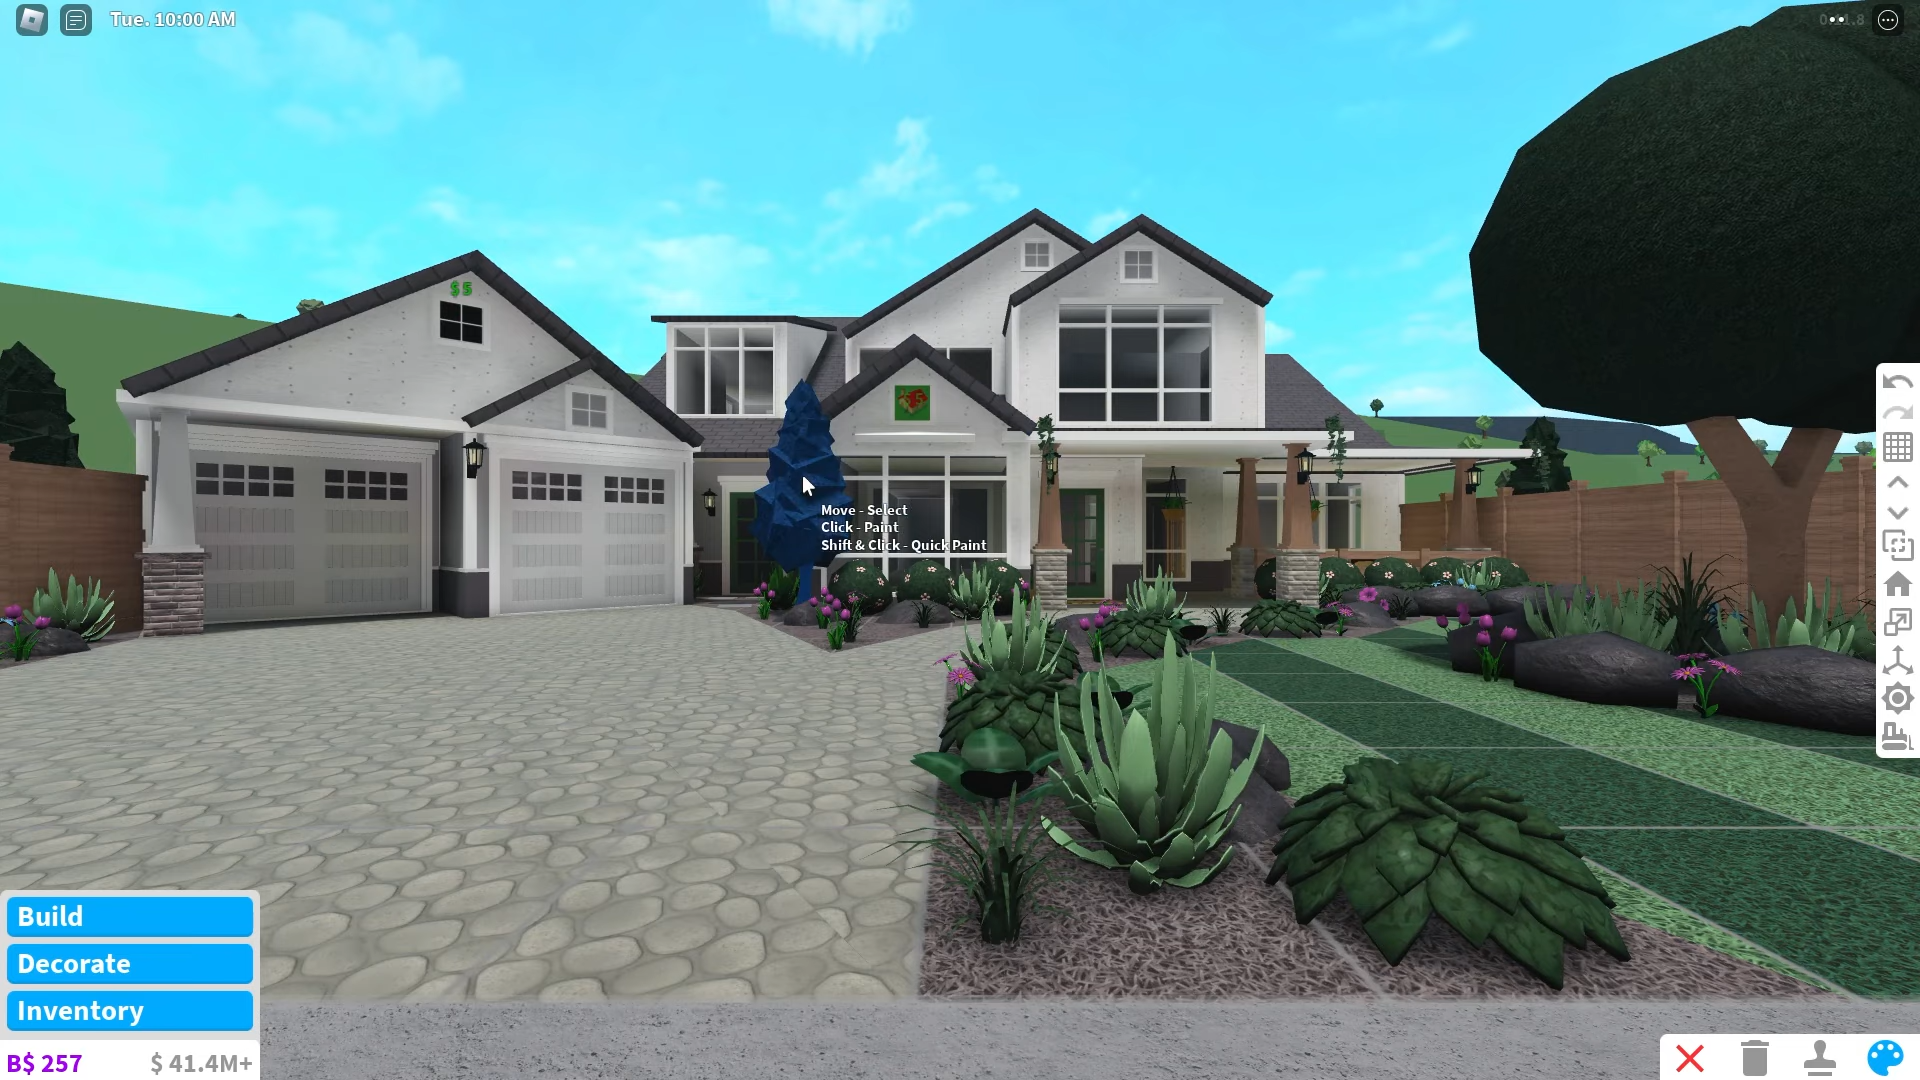 Tue. 10:00 AM
$5
Move - Select
Click - Paint
Shift & Click - Quick Paint
Build
Decorate
Inventory
B$ 257
$ 41.4M+